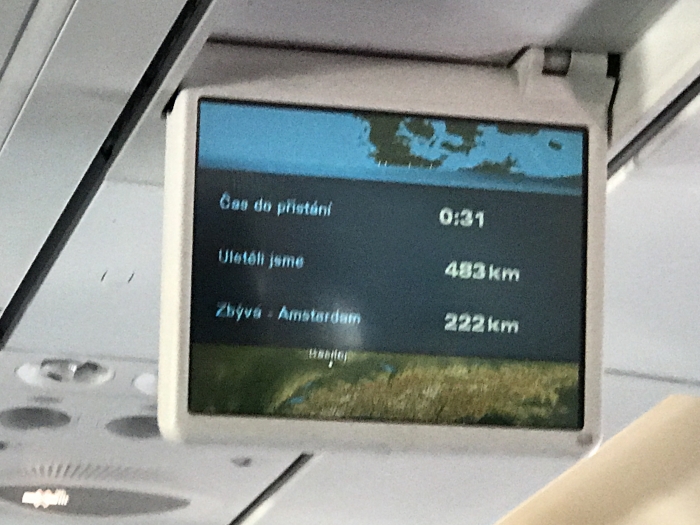 Čas do přistání 0:31
Uletěli jsme 483 km
Zbývá - Amsterdam 222 km